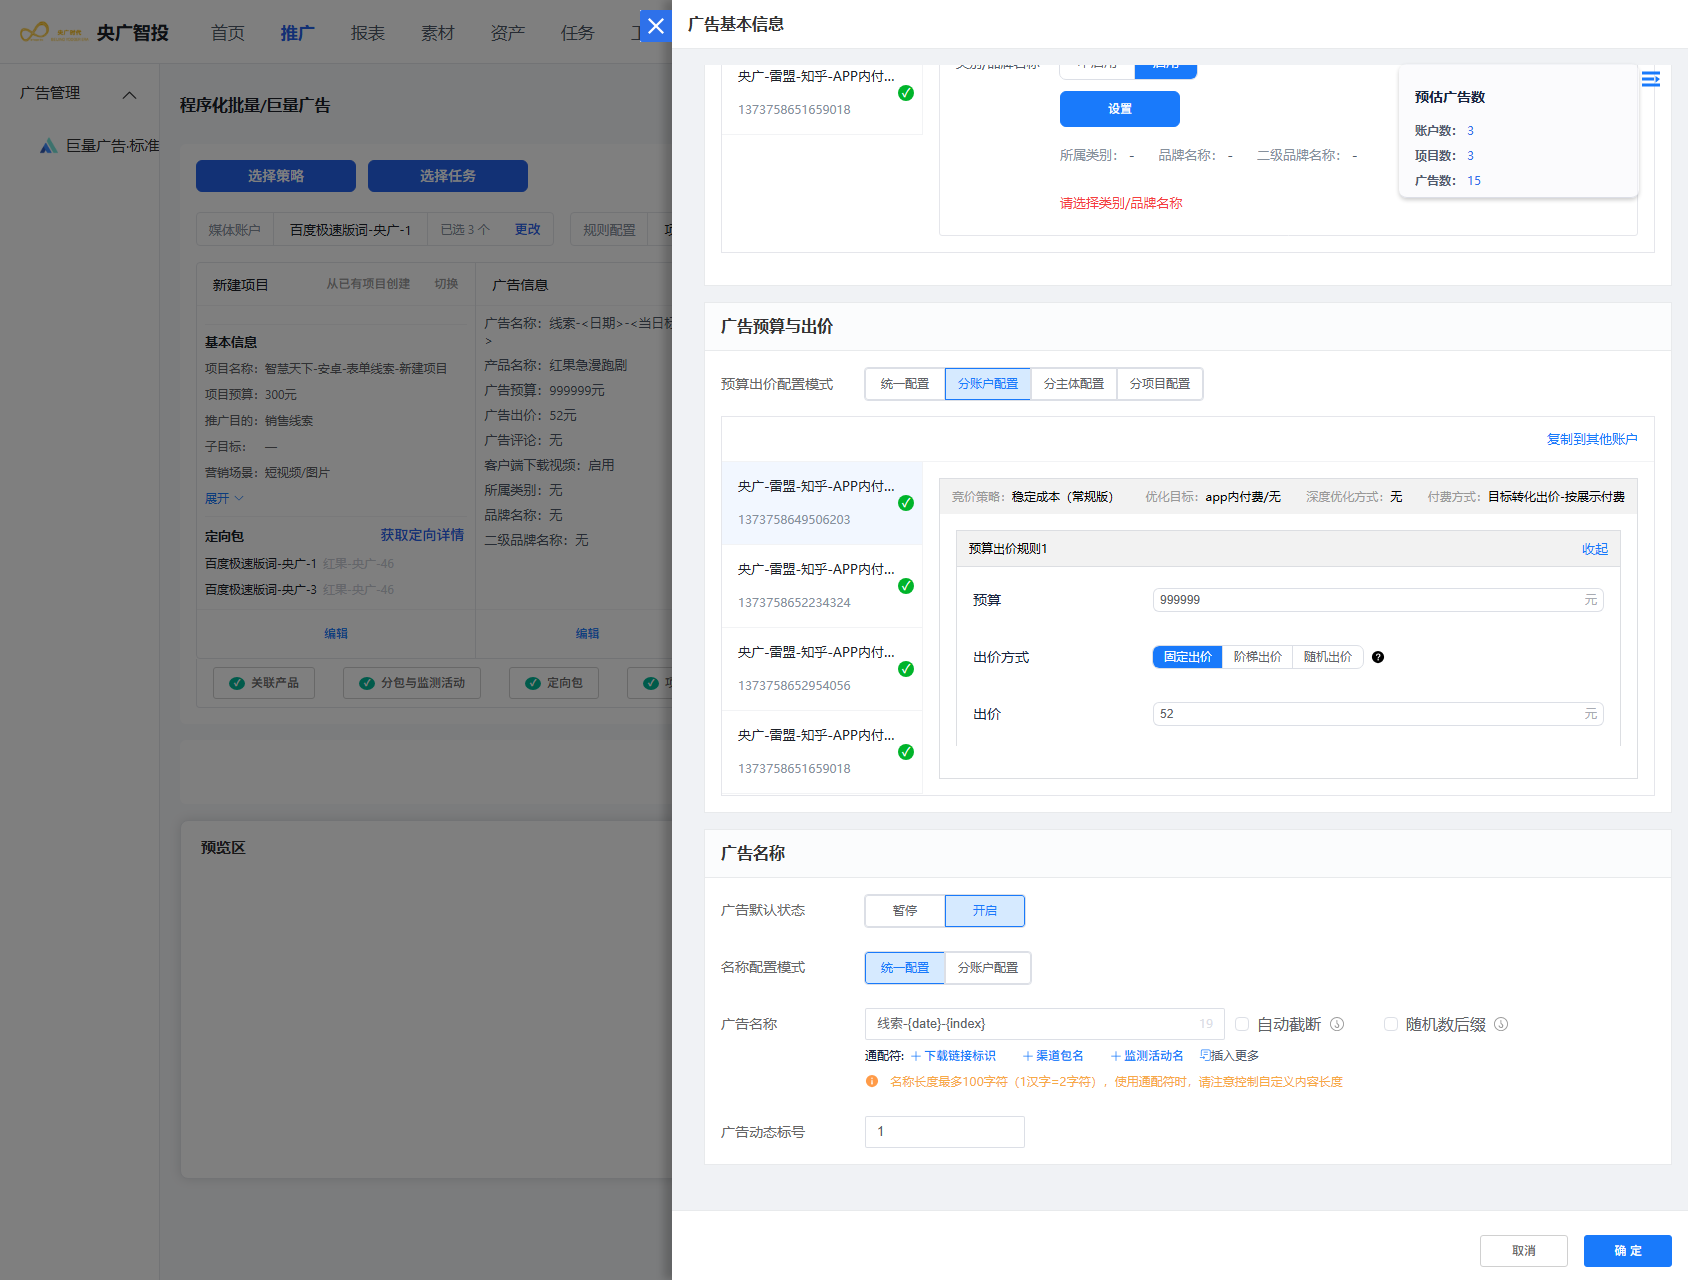 央广智投
首页
推广
报表
素材
资产
任务
广告管理
巨量广告·标准
程序化批量/巨量广告
选择策略
选择任务
媒体账户
百度极速版词-央广-1
已选 3 个
更改
规则配置
新建项目
从已有项目创建
切换
广告信息
基本信息
项目名称：智慧天下-安卓-表单线索-新建项目
项目预算：300元
推广目的：销售线索
子目标：—
营销场景：短视频/图片
展开
定向包
获取定向详情
百度极速版词-央广-1 红果-央广-46
百度极速版词-央广-3 红果-央广-46
编辑
广告名称：线索-<日期>-<当日标
>
产品名称：红果急漫跑剧
广告预算：999999元
广告出价：52元
广告评论：无
客户端下载视频：启用
所属类别：无
品牌名称：无
二级品牌名称：无
编辑
关联产品
分包与监测活动
定向包
预览区
广告基本信息
央广-雷盟-知乎-APP内付...
1373758651659018
类别/品牌名称
不启用
启用
设置
所属类别： -
品牌名称： -
二级品牌名称： -
请选择类别/品牌名称
预估广告数
账户数： 3
项目数： 3
广告数： 15
广告预算与出价
预算出价配置模式
统一配置
分账户配置
分主体配置
分项目配置
复制到其他账户
央广-雷盟-知乎-APP内付...
1373758649506203
央广-雷盟-知乎-APP内付...
1373758652234324
央广-雷盟-知乎-APP内付...
1373758652954056
央广-雷盟-知乎-APP内付...
1373758651659018
竞价策略：稳定成本（常规版）
优化目标：app内付费/无
深度优化方式：无
付费方式：目标转化出价-按展示付费
预算出价规则1
收起
预算
999999
元
出价方式
固定出价
阶梯出价
随机出价
出价
52
元
广告名称
广告默认状态
暂停
开启
名称配置模式
统一配置
分账户配置
广告名称
线索-{date}-{index}
19
自动截断
随机数后缀
通配符:
＋下载链接标识
＋渠道包名
＋监测活动名
插入更多
名称长度最多100字符（1汉字=2字符），使用通配符时，请注意控制自定义内容长度
广告动态标号
1
取消
确 定